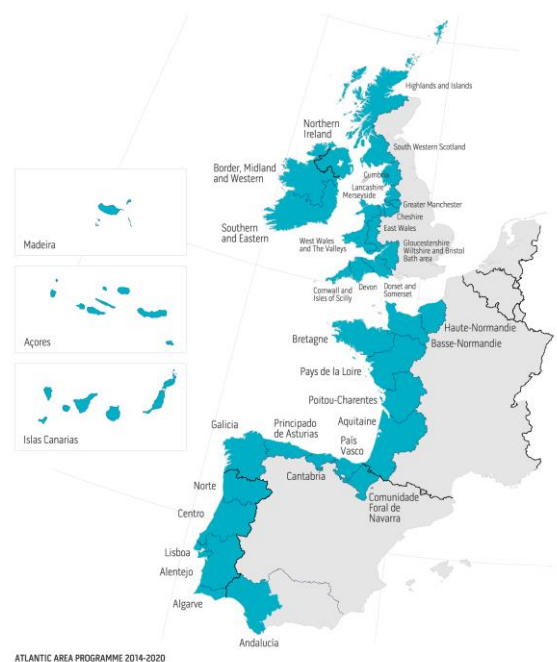 Highlands and Islands
Northern
Ireland
South Western Scotland
Border, Midland
and Western
Cumbria
Lancashire
Merseyside
Greater Manchester
Cheshire
East Wales
Southern
and Eastern
West Wales
and The Valleys
Gloucestershire
Wiltshire and Bristol
Bath area
Cornwall and
Isles of Scilly
Devon
Dorset and
Somerset
Madeira
Açores
Islas Canarias
Haute-Normandie
Basse-Normandie
Bretagne
Pays de la Loire
Poitou-Charentes
Aquitaine
Galicia
Principado
de Asturias
País
Vasco
Cantabria
Comunidade
Foral de
Navarra
Norte
Centro
Lisboa
Alentejo
Algarve
Andalucía
ATLANTIC AREA PROGRAMME 2014-2020